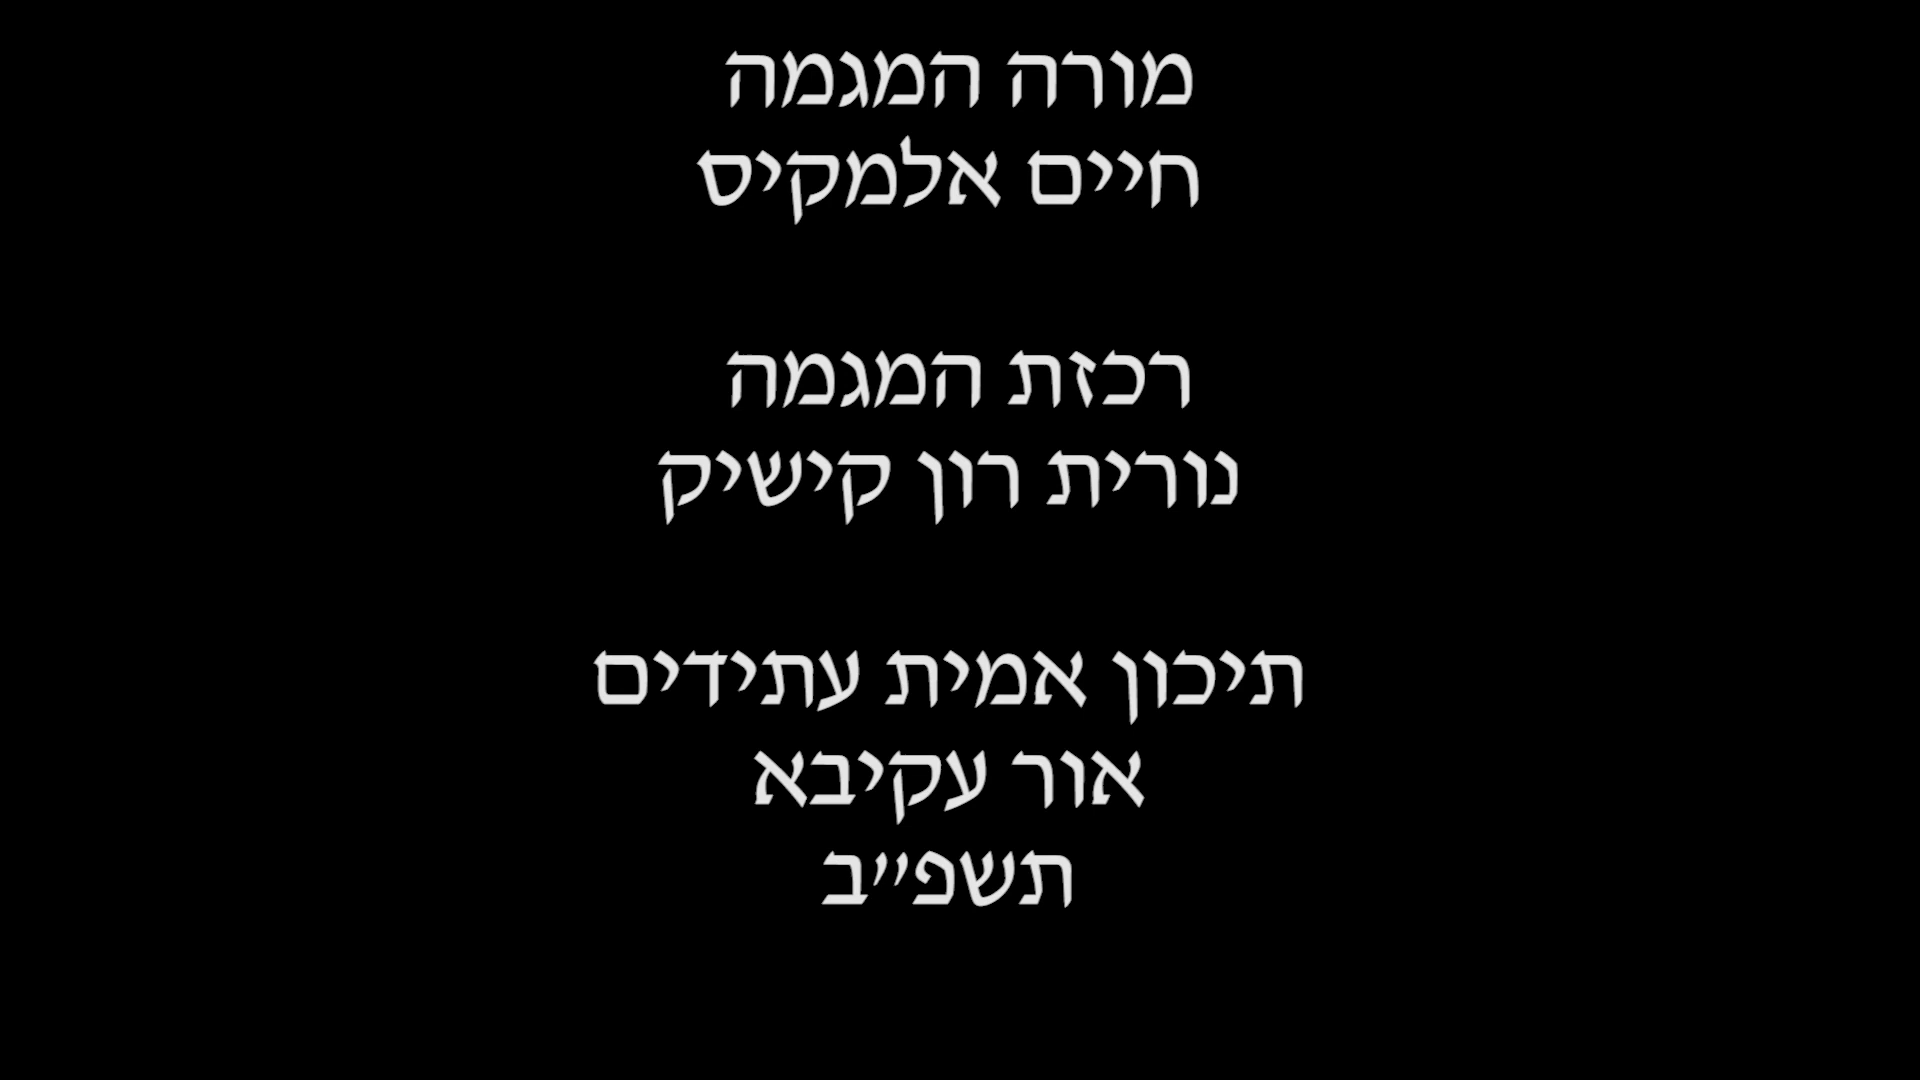 מורה המגמה
חיים אלמקיס
רכזת המגמה
נורית רון קישיק
תיכון אמית עתידים
אור עקיבא
תשפ״ב